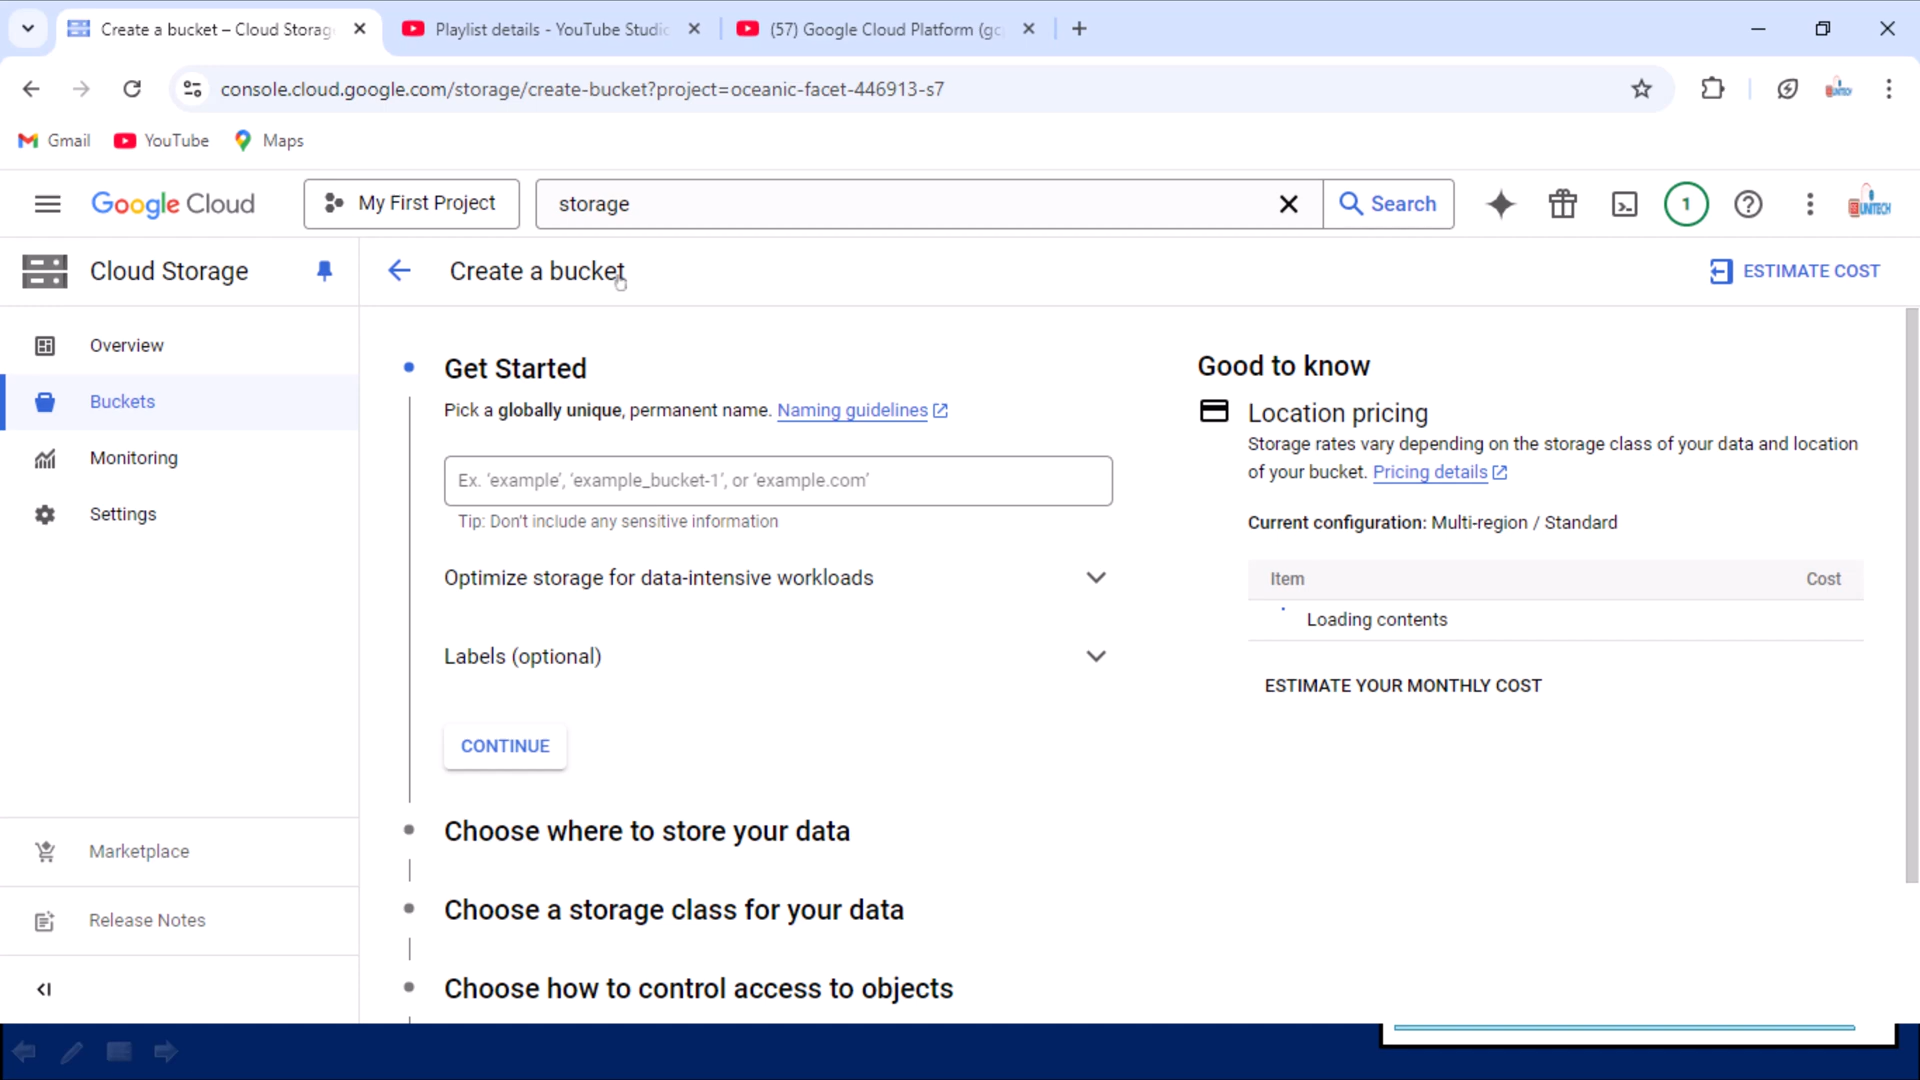 Create a bucket – Cloud Storag
Playlist details - YouTube Studio
(57) Google Cloud Platform (gc
console.cloud.google.com/storage/create-bucket?project=oceanic-facet-446913-s7
Gmail
YouTube
Maps
Google Cloud
My First Project
storage
Search
1
UNITECH
Cloud Storage
Create a bucket
ESTIMATE COST
Overview
Buckets
Monitoring
Settings
Marketplace
Release Notes
Get Started
Pick a globally unique, permanent name. Naming guidelines
Ex. ‘example’, ‘example_bucket-1’, or ‘example.com’
Tip: Don't include any sensitive information
Optimize storage for data-intensive workloads
Labels (optional)
CONTINUE
Choose where to store your data
Choose a storage class for your data
Choose how to control access to objects
Good to know
Location pricing
Storage rates vary depending on the storage class of your data and location
of your bucket. Pricing details
Current configuration: Multi-region / Standard
Item Cost
Loading contents
ESTIMATE YOUR MONTHLY COST